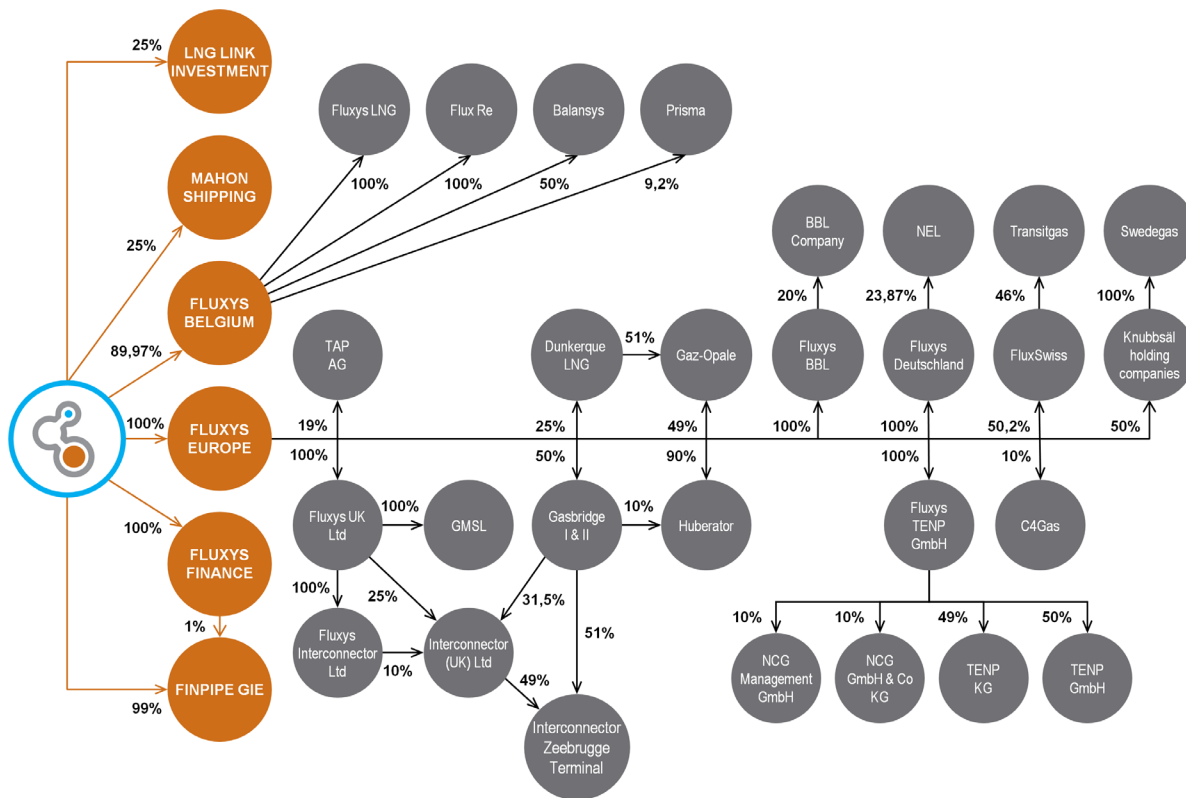 25%
LNG LINK
INVESTMENT
Fluxys LNG
Flux Re
Balansys
Prisma
100%
100%
50%
9,2%
MAHON
SHIPPING
25%
BBL
Company
NEL
Transitgas
Swedegas
20%
23,87%
46%
100%
FLUXYS
BELGIUM
89,97%
TAP
AG
Dunkerque
LNG
51%
Gaz-Opale
Fluxys
BBL
Fluxys
Deutschland
FluxSwiss
Knubbsäl
holding
companies
100%
FLUXYS
EUROPE
19%
25%
49%
100%
100%
50,2%
50%
100%
50%
90%
100%
10%
Fluxys UK
Ltd
100%
GMSL
Gasbridge
I & II
10%
Huberator
Fluxys
TENP
GmbH
C4Gas
100%
FLUXYS
FINANCE
100%
25%
31,5%
51%
1%
Fluxys
Interconnector
Ltd
10%
Interconnector
(UK) Ltd
49%
10%
10%
49%
50%
FINPIPE GIE
99%
NCG
Management
GmbH
NCG
GmbH & Co
KG
TENP
KG
TENP
GmbH
Interconnector
Zeebrugge
Terminal